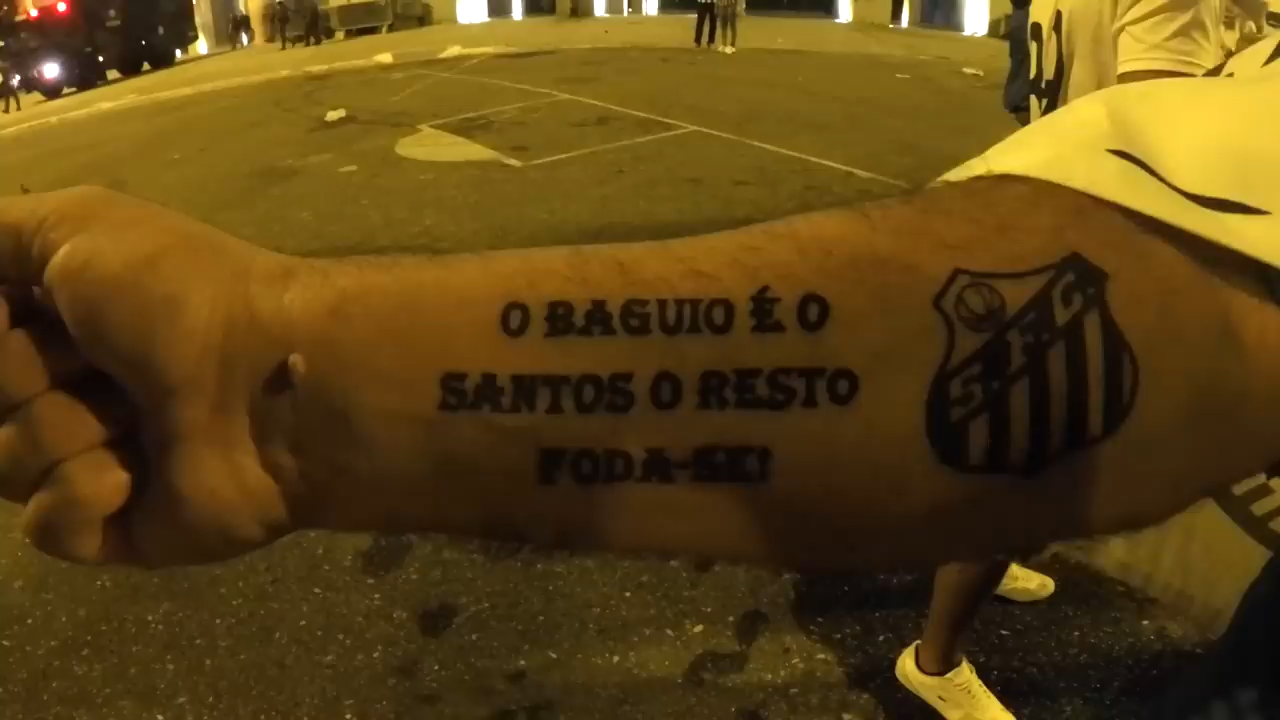 O BAGUIO É O
SANTOS O RESTO
FODA-SE!
S.F.C.